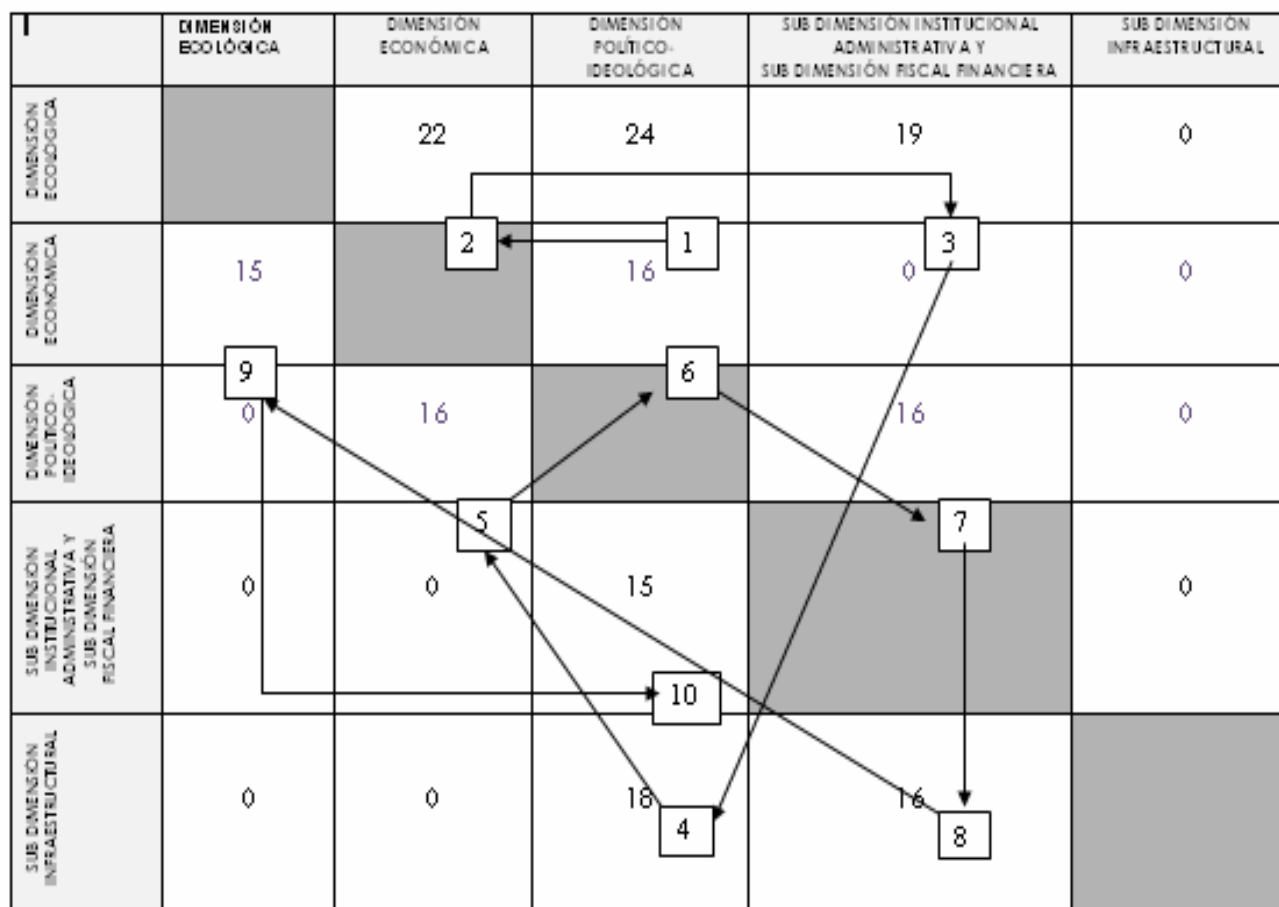 DIMENSIÓN
ECOLÓGICA
DIMENSIÓN
ECONÓMICA
DIMENSIÓN
POLÍTICO-
IDEOLÓGICA
SUB DIMENSIÓN INSTITUCIONAL
ADMINISTRATIVA Y
SUB DIMENSIÓN FISCAL FINANCIERA
SUB DIMENSIÓN
INFRAESTRUCTURAL
DIMENSIÓN
ECOLÓGICA
22
24
19
0
DIMENSIÓN
ECONÓMICA
2
1
3
15
16
0
0
DIMENSIÓN
POLÍTICO-
IDEOLÓGICA
9
6
0
16
16
0
SUB DIMENSIÓN
INSTITUCIONAL
ADMINISTRATIVA Y
SUB DIMENSIÓN
FISCAL FINANCIERA
5
7
0
0
15
0
10
SUB DIMENSIÓN
INFRAESTRUCTURAL
0
0
18
16
4
8